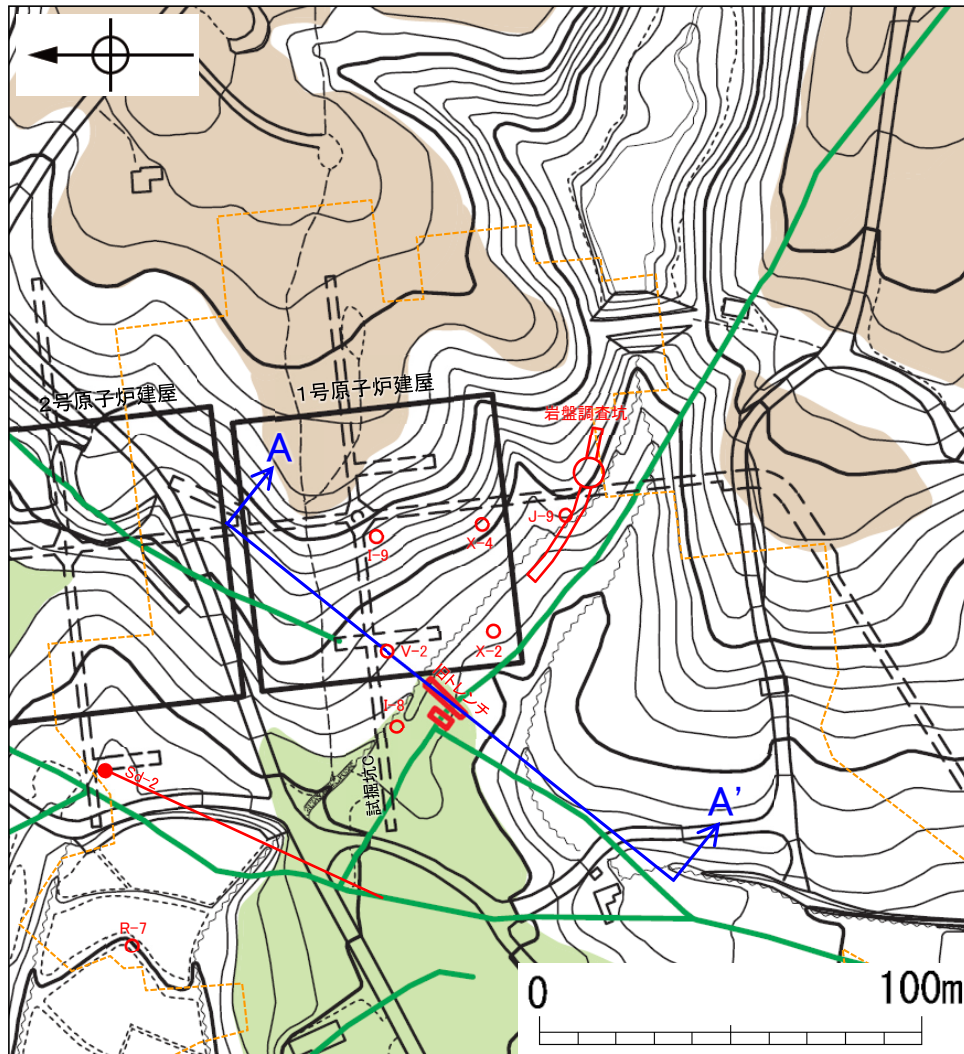 2号原子炉建屋
1号原子炉建屋
岩盤調査坑
A
J-9
I-9
X-4
V-2
X-2
旧トレンチ
I-8
試掘坑C
Sd-2
A'
R-7
0
100m